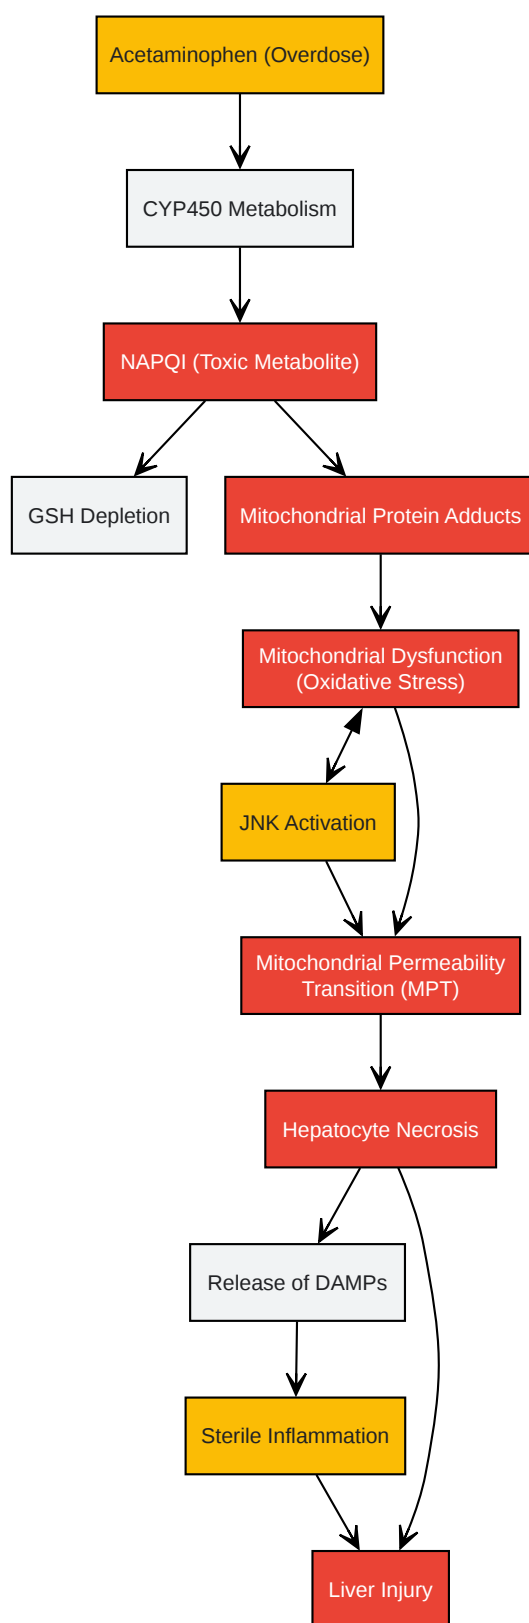 Acetaminophen (Overdose)
CYP450 Metabolism
NAPQI (Toxic Metabolite)
GSH Depletion
Mitochondrial Protein Adducts
Mitochondrial Dysfunction
(Oxidative Stress)
JNK Activation
Mitochondrial Permeability
Transition (MPT)
Hepatocyte Necrosis
Release of DAMPs
Sterile Inflammation
Liver Injury